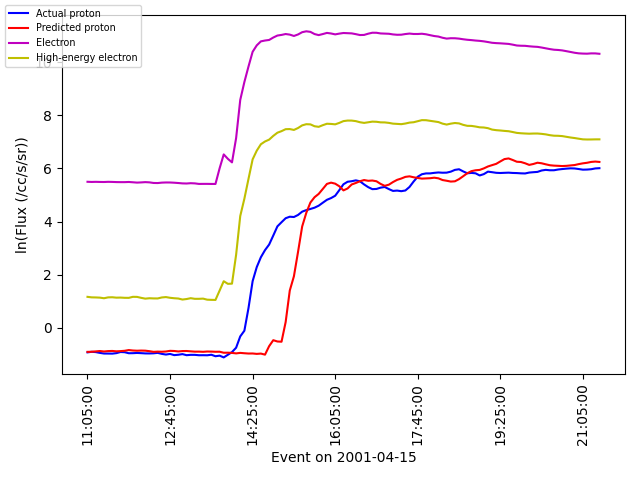 Actual proton
Predicted proton
Electron
High-energy electron
10
8
6
4
2
0
ln(Flux (/cc/s/sr))
11:05:00
12:45:00
14:25:00
16:05:00
17:45:00
19:25:00
21:05:00
Event on 2001-04-15